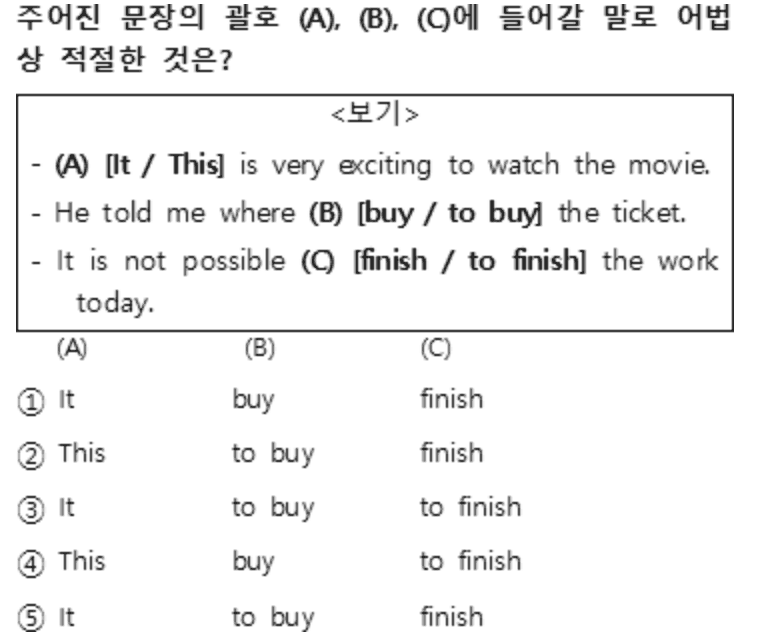 주어진 문장의 괄호 (A), (B), (C)에 들어갈 말로 어법
상 적절한 것은?
<보기>
- (A) [It / This] is very exciting to watch the movie.
- He told me where (B) [buy / to buy] the ticket.
- It is not possible (C) [finish / to finish] the work
today.
(A) (B) (C)
① It buy finish
② This to buy finish
③ It to buy to finish
④ This buy to finish
⑤ It to buy finish